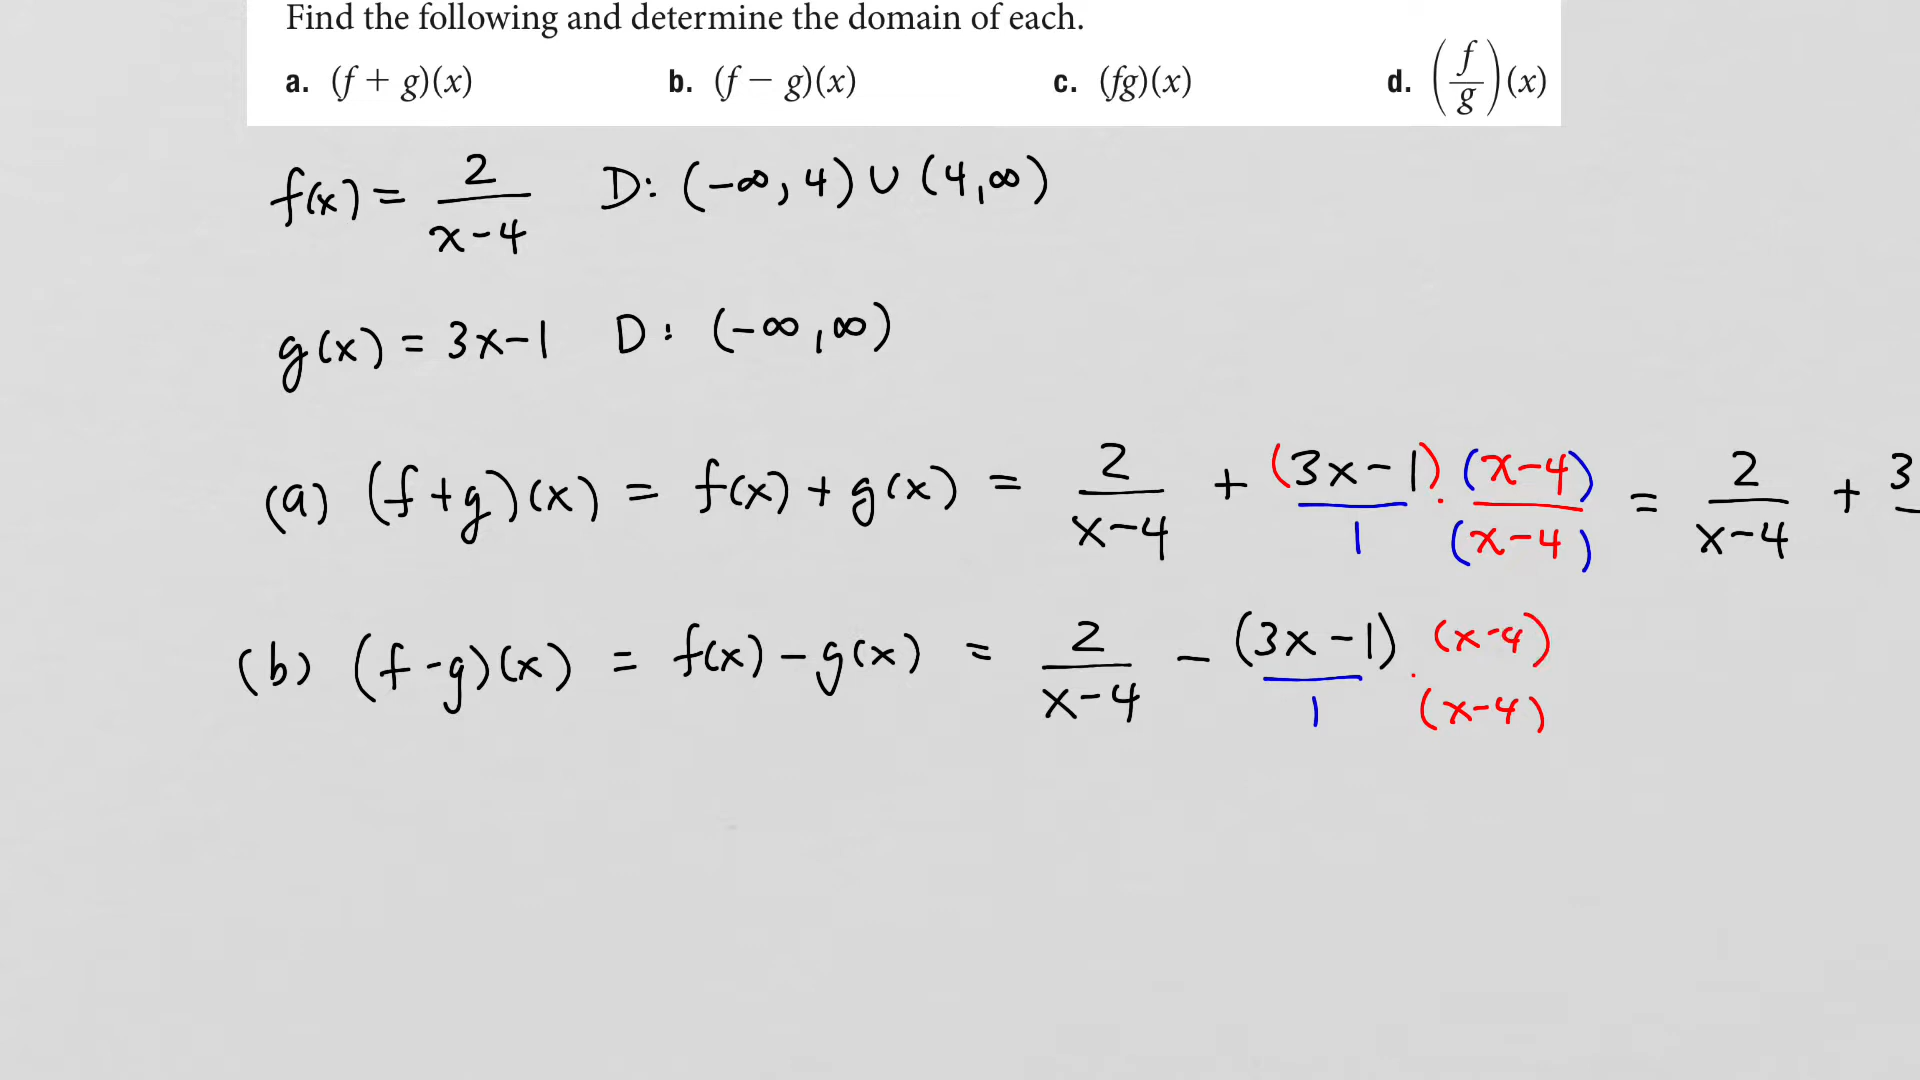 Find the following and determine the domain of each.
a. (f + g)(x) b. (f − g)(x) c. (fg)(x) d. (f/g)(x)
f(x) = 2/(x-4) D: (-∞, 4) ∪ (4, ∞)
g(x) = 3x-1 D: (-∞, ∞)
(a) (f+g)(x) = f(x) + g(x) = 2/(x-4) + (3x-1)/1 · (x-4)/(x-4) = 2/(x-4) + 3
(b) (f-g)(x) = f(x) - g(x) = 2/(x-4) - (3x-1)/1 · (x-4) (x-4)